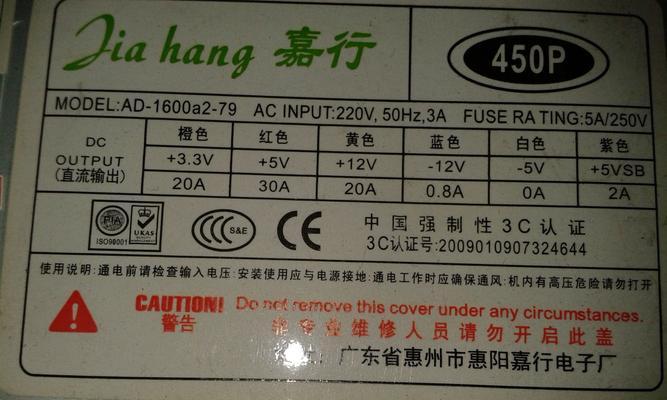 Jia hang 嘉行
450P
MODEL:AD-1600a2-79 AC INPUT:220V, 50Hz,3A FUSE RA TING:5A/250V
DC OUTPUT (直流输出) 橙色 红色 黄色 蓝色 白色 紫色
+3.3V +5V +12V -12V -5V +5VSB
20A 30A 20A 0.8A 0A 2A
PIA UKAS S&E CE 中国强制性3C认证
ISO90001 3C认证号:2009010907324644
使用说明:通电前请检查输入电压:安装使用应与电源接地:通电工作时应确保通风:机内有高压危险请勿打开
CAUTION! Do not remove this cover under any circumstances.
警告 非专业维修人员请勿开启此盖
广东省惠州市惠阳嘉行电子厂